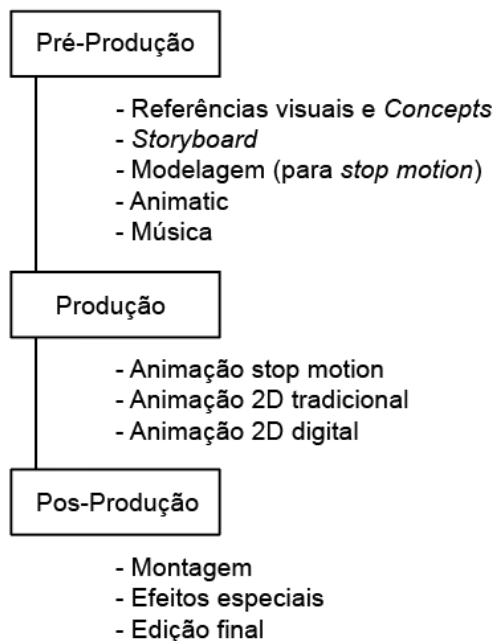 Pré-Produção
- Referências visuais e Concepts
- Storyboard
- Modelagem (para stop motion)
- Animatic
- Música
Produção
- Animação stop motion
- Animação 2D tradicional
- Animação 2D digital
Pos-Produção
- Montagem
- Efeitos especiais
- Edição final